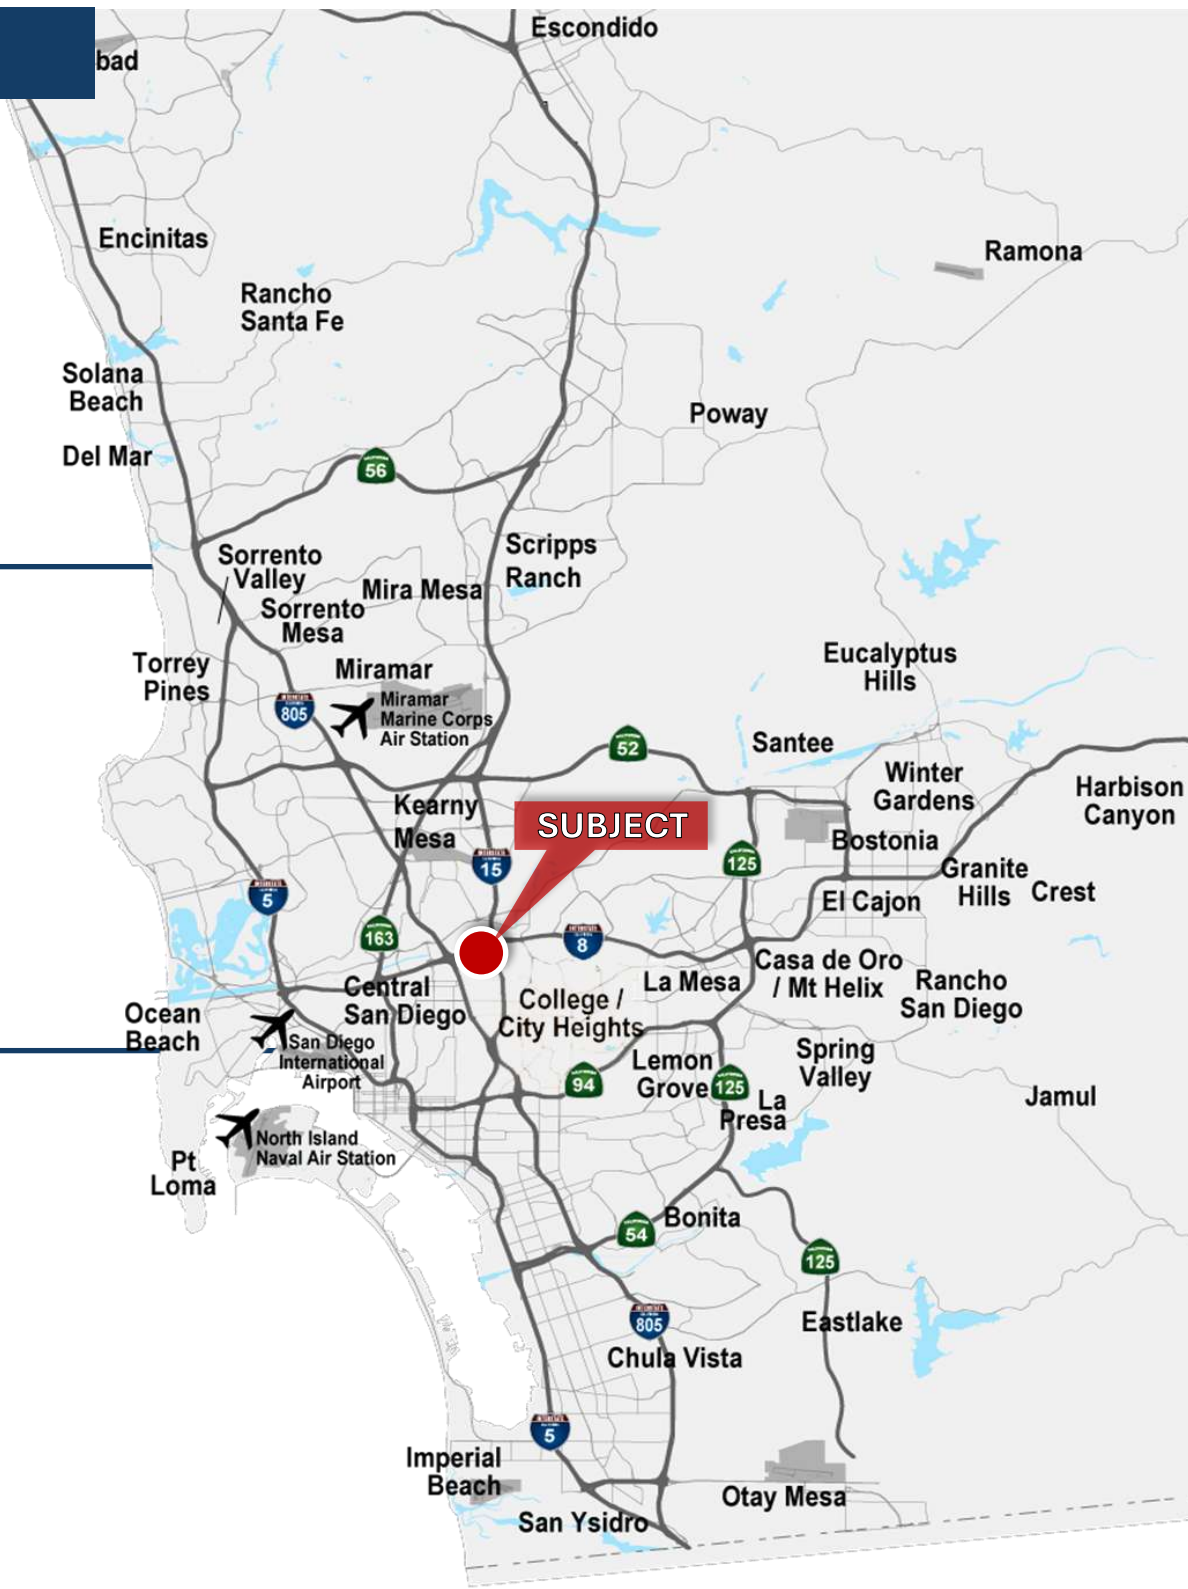 Escondido
bad
Encinitas
Ramona
Rancho
Santa Fe
Solana
Beach
Poway
Del Mar
56
Scripps
Ranch
Sorrento
Valley
Mira Mesa
Sorrento
Mesa
Torrey
Pines
Miramar
Eucalyptus
Hills
805
Miramar
Marine Corps
Air Station
52
Santee
Winter
Gardens
Harbison
Canyon
Kearny
Mesa
SUBJECT
Bostonia
15
125
Granite
Hills
Crest
5
El Cajon
163
8
Casa de Oro
/ Mt Helix
La Mesa
Rancho
San Diego
Central
San Diego
College /
City Heights
Ocean
Beach
San Diego
International
Airport
Lemon
Grove
Spring
Valley
94
125
La
Presa
Jamul
North Island
Naval Air Station
Pt
Loma
Bonita
54
125
805
Eastlake
Chula Vista
5
Imperial
Beach
Otay Mesa
San Ysidro